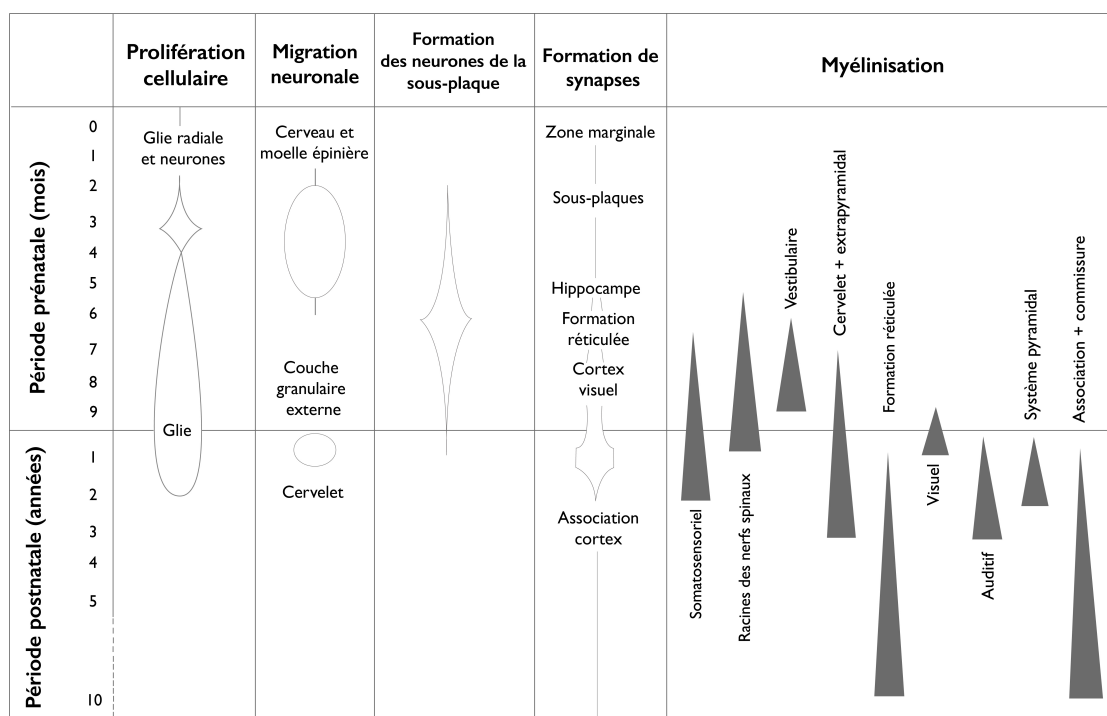 Prolifération
cellulaire
Migration
neuronale
Formation
des neurones de la
sous-plaque
Formation de
synapses
Myélinisation
Période prénatale (mois)
0
1
2
3
4
5
6
7
8
9
Période postnatale (années)
1
2
3
4
5
10
Glie radiale
et neurones
Glie
Cerveau et
moelle épinière
Couche
granulaire
externe
Cervelet
Zone marginale
Sous-plaques
Hippocampe
Formation
réticulée
Cortex
visuel
Association
cortex
Somatosensoriel
Racines des nerfs spinaux
Vestibulaire
Cervelet + extrapyramidal
Formation réticulée
Visuel
Auditif
Système pyramidal
Association + commissure